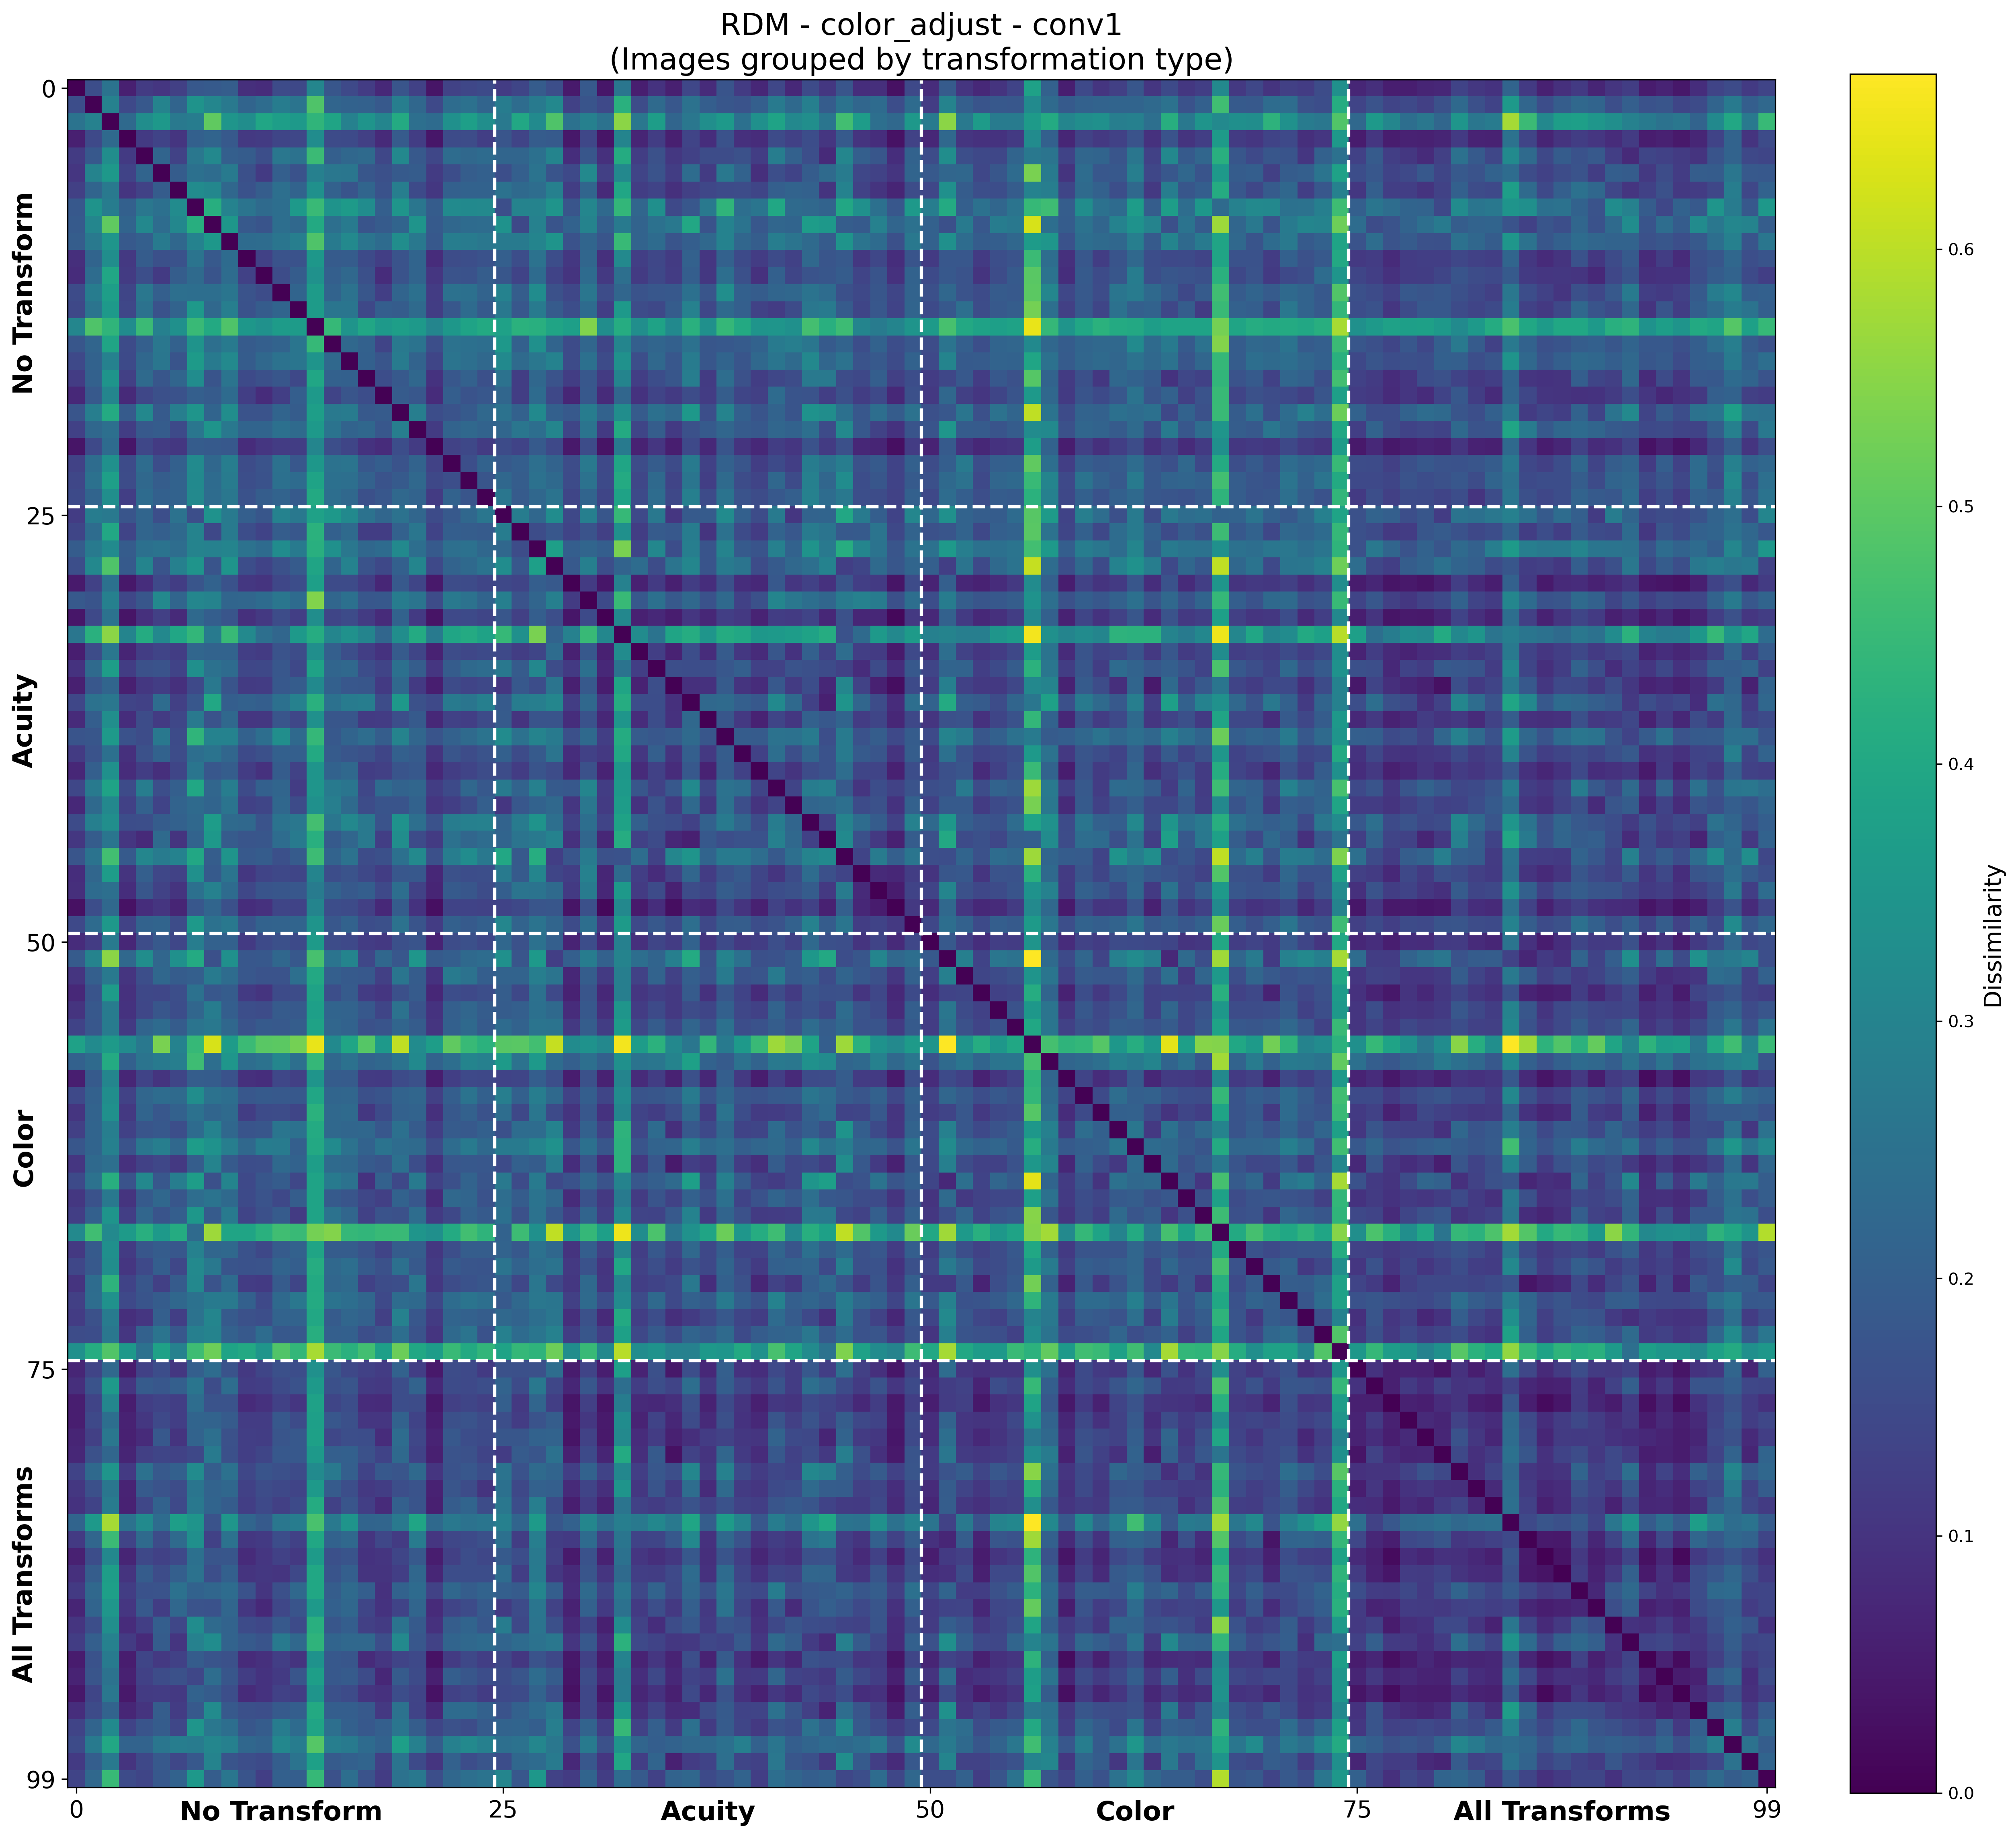 RDM - color_adjust - conv1
(Images grouped by transformation type)
0
25
50
75
99
No Transform
Acuity
Color
All Transforms
0
25
50
75
99
No Transform
Acuity
Color
All Transforms
0.6
0.5
0.4
0.3
0.2
0.1
0.0
Dissimilarity